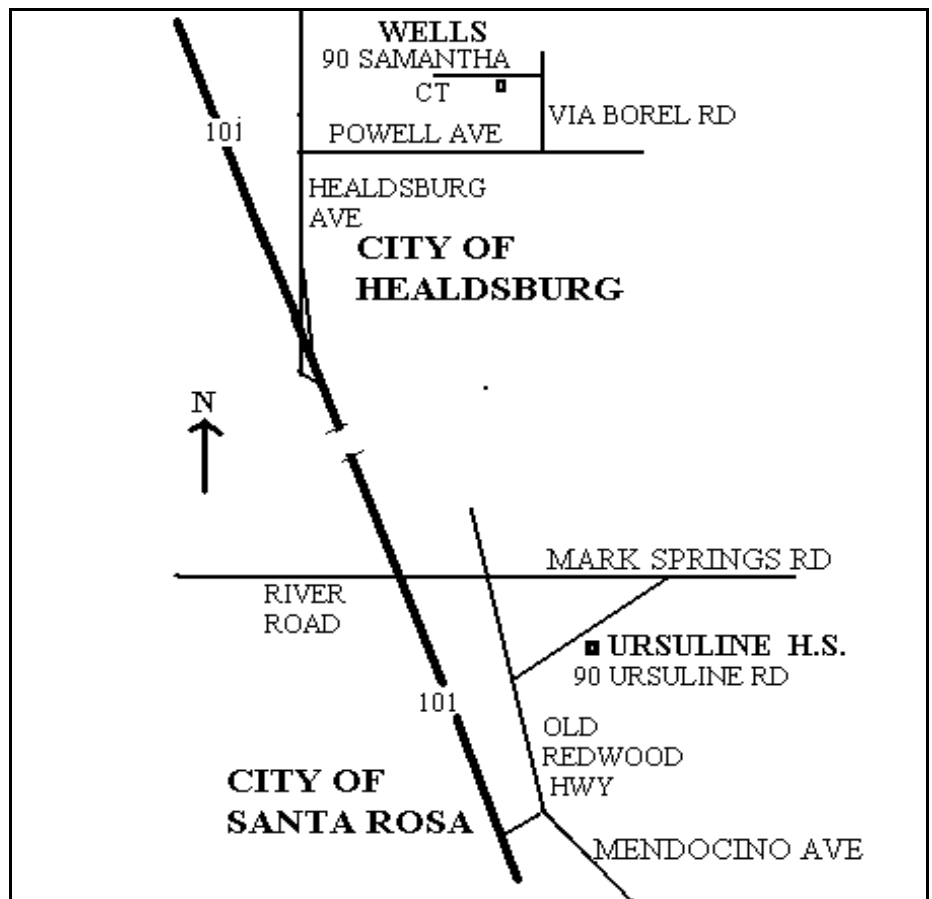 WELLS
90 SAMANTHA
CT
VIA BOREL RD
101
POWELL AVE
HEALDSBURG
AVE
CITY OF
HEALDSBURG
N
MARK SPRINGS RD
RIVER
ROAD
URSULINE H.S.
90 URSULINE RD
101
OLD
REDWOOD
HWY
CITY OF
SANTA ROSA
MENDOCINO AVE